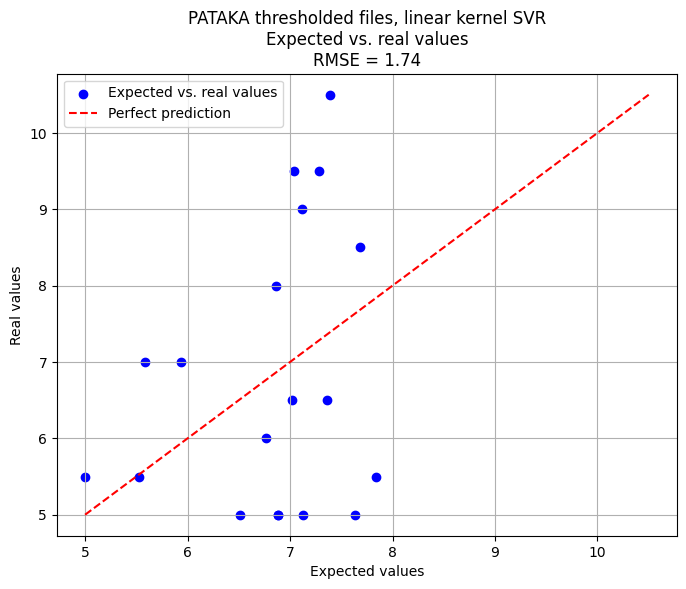 PATAKA thresholded files, linear kernel SVR
Expected vs. real values
RMSE = 1.74
Expected vs. real values
Perfect prediction
Real values
10
9
8
7
6
5
5 6 7 8 9 10
Expected values